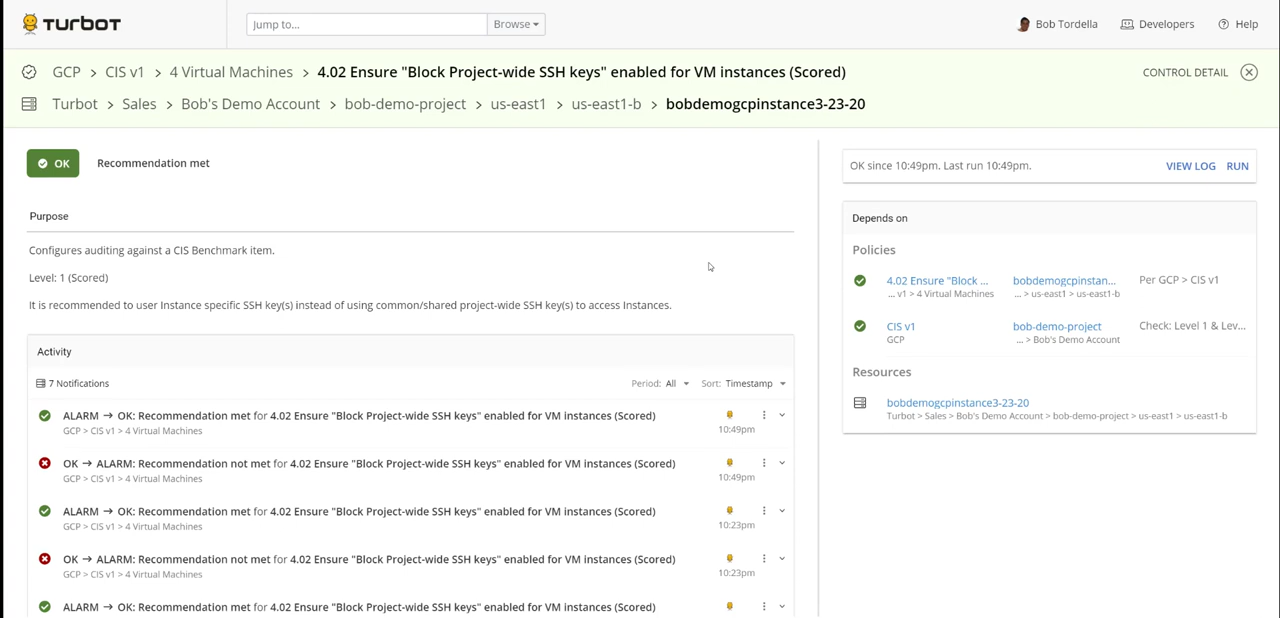 TURBOT
Jump to...
Browse
Bob Tordella
Developers
Help
GCP > CIS v1 > 4 Virtual Machines > 4.02 Ensure "Block Project-wide SSH keys" enabled for VM instances (Scored)
CONTROL DETAIL
Turbot > Sales > Bob's Demo Account > bob-demo-project > us-east1 > us-east1-b > bobdemogcpinstance3-23-20
OK
Recommendation met
OK since 10:49pm. Last run 10:49pm.
VIEW LOG
RUN
Purpose
Configures auditing against a CIS Benchmark item.
Level: 1 (Scored)
It is recommended to user Instance specific SSH key(s) instead of using common/shared project-wide SSH key(s) to access Instances.
Activity
7 Notifications
Period: All
Sort: Timestamp
ALARM → OK: Recommendation met for 4.02 Ensure "Block Project-wide SSH keys" enabled for VM instances (Scored)
GCP > CIS v1 > 4 Virtual Machines
10:49pm
OK → ALARM: Recommendation not met for 4.02 Ensure "Block Project-wide SSH keys" enabled for VM instances (Scored)
GCP > CIS v1 > 4 Virtual Machines
10:49pm
ALARM → OK: Recommendation met for 4.02 Ensure "Block Project-wide SSH keys" enabled for VM instances (Scored)
GCP > CIS v1 > 4 Virtual Machines
10:23pm
OK → ALARM: Recommendation not met for 4.02 Ensure "Block Project-wide SSH keys" enabled for VM instances (Scored)
GCP > CIS v1 > 4 Virtual Machines
10:23pm
ALARM → OK: Recommendation met for 4.02 Ensure "Block Project-wide SSH keys" enabled for VM instances (Scored)
Depends on
Policies
4.02 Ensure "Block ...
... v1 > 4 Virtual Machines
bobdemogcpinstan...
... > us-east1 > us-east1-b
Per GCP > CIS v1
CIS v1
GCP
bob-demo-project
... > Bob's Demo Account
Check: Level 1 & Lev...
Resources
bobdemogcpinstance3-23-20
Turbot > Sales > Bob's Demo Account > bob-demo-project > us-east1 > us-east1-b